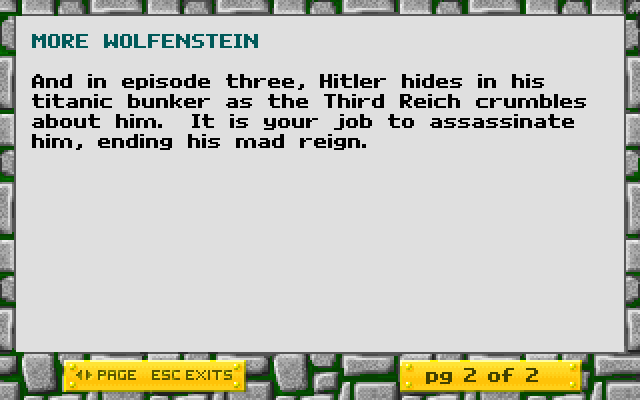 MORE WOLFENSTEIN
And in episode three, Hitler hides in his
titanic bunker as the Third Reich crumbles
about him.  It is your job to assassinate
him, ending his mad reign.
PAGE ESC EXITS
pg 2 of 2